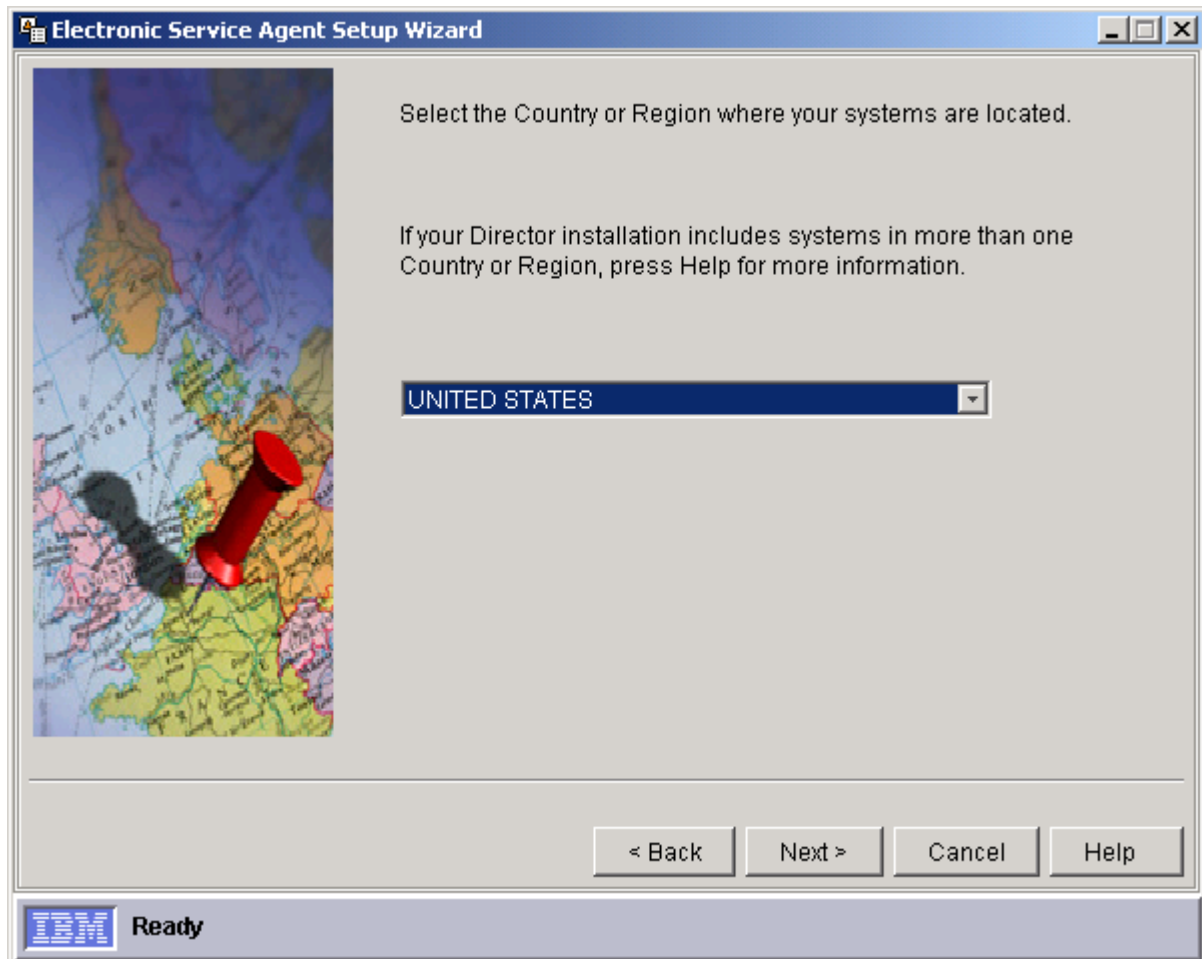 Electronic Service Agent Setup Wizard
Select the Country or Region where your systems are located.
If your Director installation includes systems in more than one
Country or Region, press Help for more information.
UNITED STATES
< Back
Next >
Cancel
Help
IBM
Ready